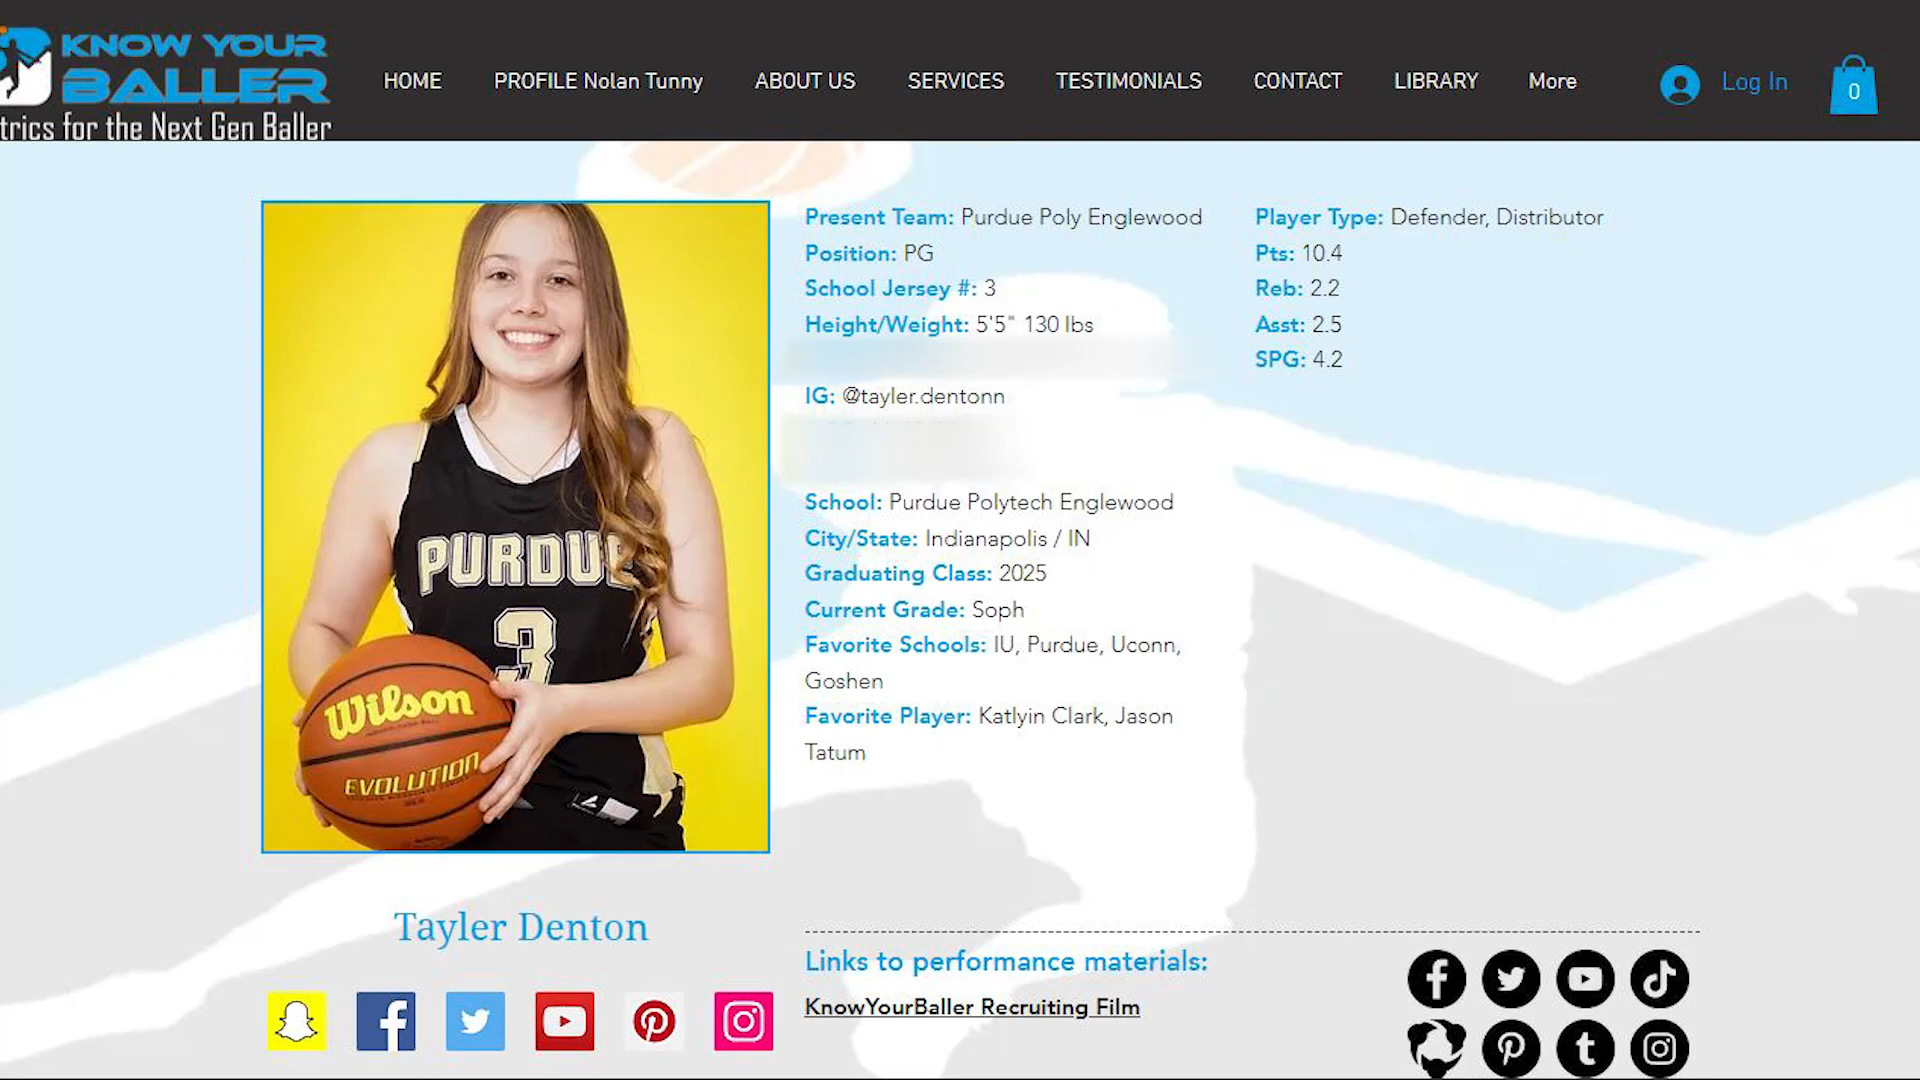 KNOW YOUR
BALLER
trics for the Next Gen Baller
HOME
PROFILE Nolan Tunny
ABOUT US
SERVICES
TESTIMONIALS
CONTACT
LIBRARY
More
Log In
0
Present Team: Purdue Poly Englewood
Position: PG
School Jersey #: 3
Height/Weight: 5'5" 130 lbs
IG: @tayler.dentonn
School: Purdue Polytech Englewood
City/State: Indianapolis / IN
Graduating Class: 2025
Current Grade: Soph
Favorite Schools: IU, Purdue, Uconn,
Goshen
Favorite Player: Katlyin Clark, Jason
Tatum
Player Type: Defender, Distributor
Pts: 10.4
Reb: 2.2
Asst: 2.5
SPG: 4.2
PURDUE
3
Wilson
EVOLUTION
Tayler Denton
Links to performance materials:
KnowYourBaller Recruiting Film